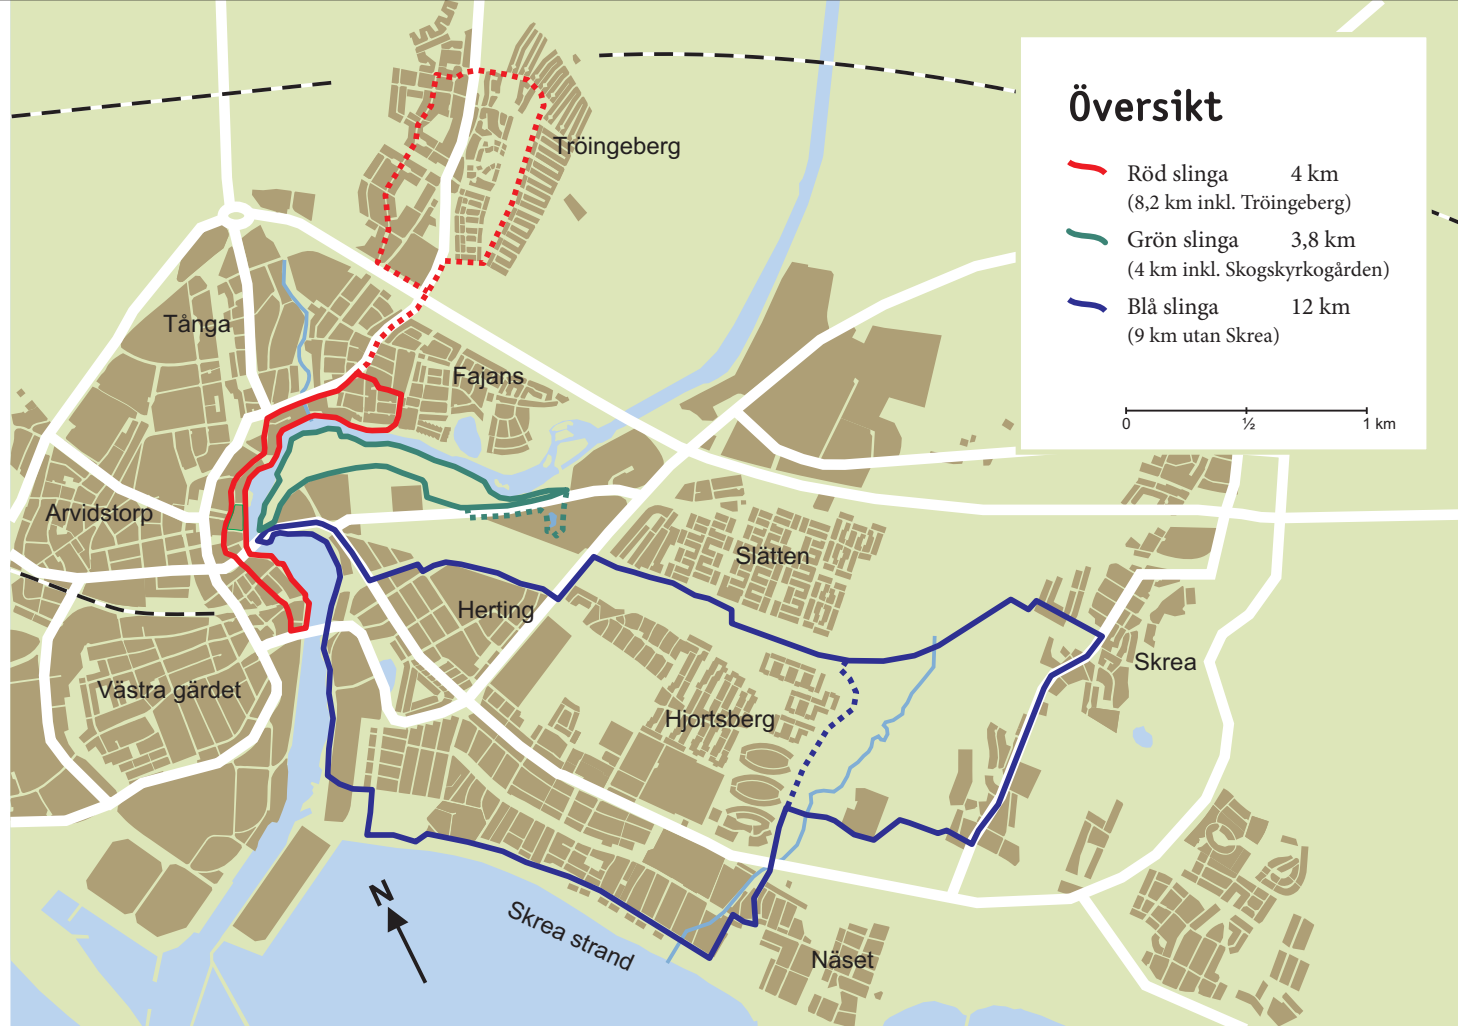 Översikt
Röd slinga 4 km
(8,2 km inkl. Tröingeberg)
Grön slinga 3,8 km
(4 km inkl. Skogskyrkogården)
Blå slinga 12 km
(9 km utan Skrea)
0 ½ 1 km
Tröingeberg
Tånga
Fajans
Arvidstorp
Slätten
Herting
Skrea
Västra gärdet
Hjortsberg
N
Skrea strand
Näset